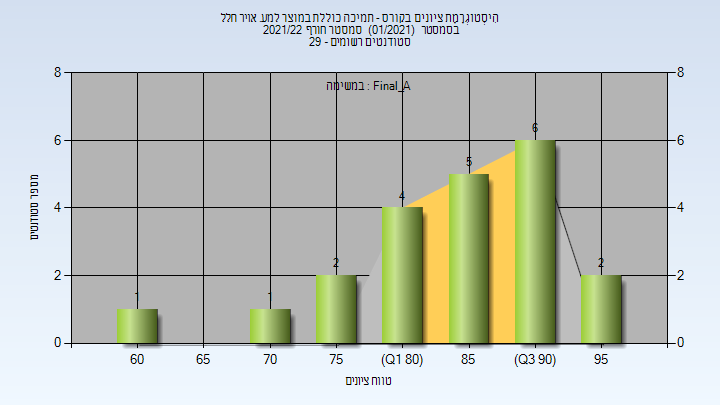 היסטוגרמת ציונים בקורס - תמיכה כוללת במוצר למע. אויר חלל
בסמסטר (01/2021) סמסטר חורף 2021/22
סטודנטים רשומים - 29
במשימה : Final_A
מספר סטודנטים
8 8
6 6
4 4
2 2
0 0
1 1 2 4 5 6 2
60 65 70 75 (Q1 80) 85 (Q3 90) 95
טווח ציונים